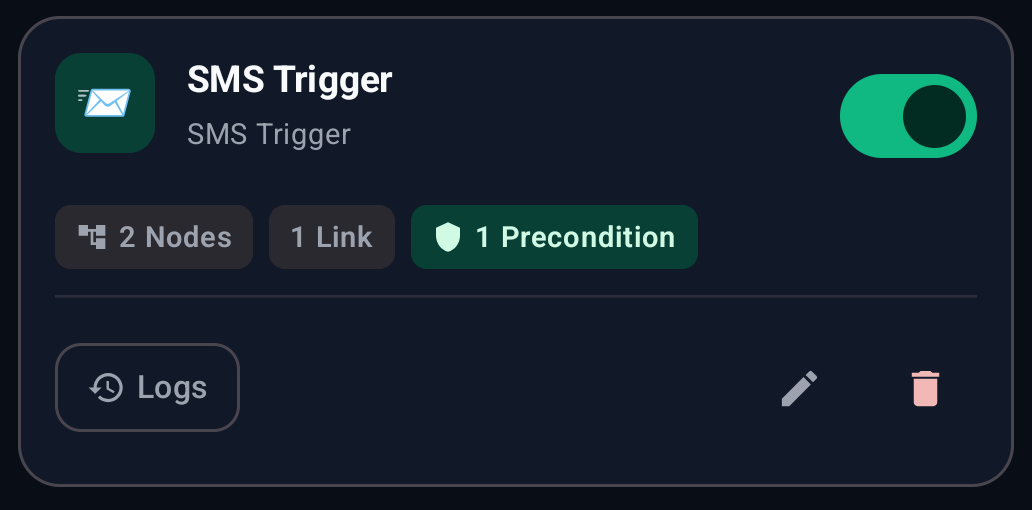 SMS Trigger
SMS Trigger
2 Nodes
1 Link
1 Precondition
Logs